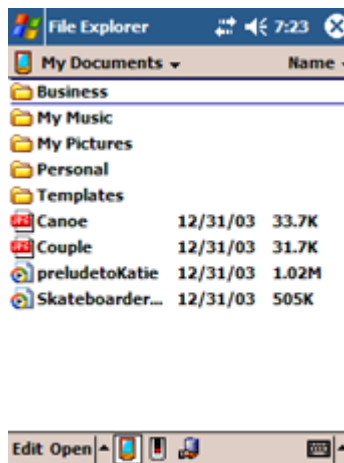 File Explorer 7:23
My Documents Name
Business
My Music
My Pictures
Personal
Templates
Canoe 12/31/03 33.7K
Couple 12/31/03 31.7K
preludetoKatie 12/31/03 1.02M
Skateboarder... 12/31/03 505K
Edit Open